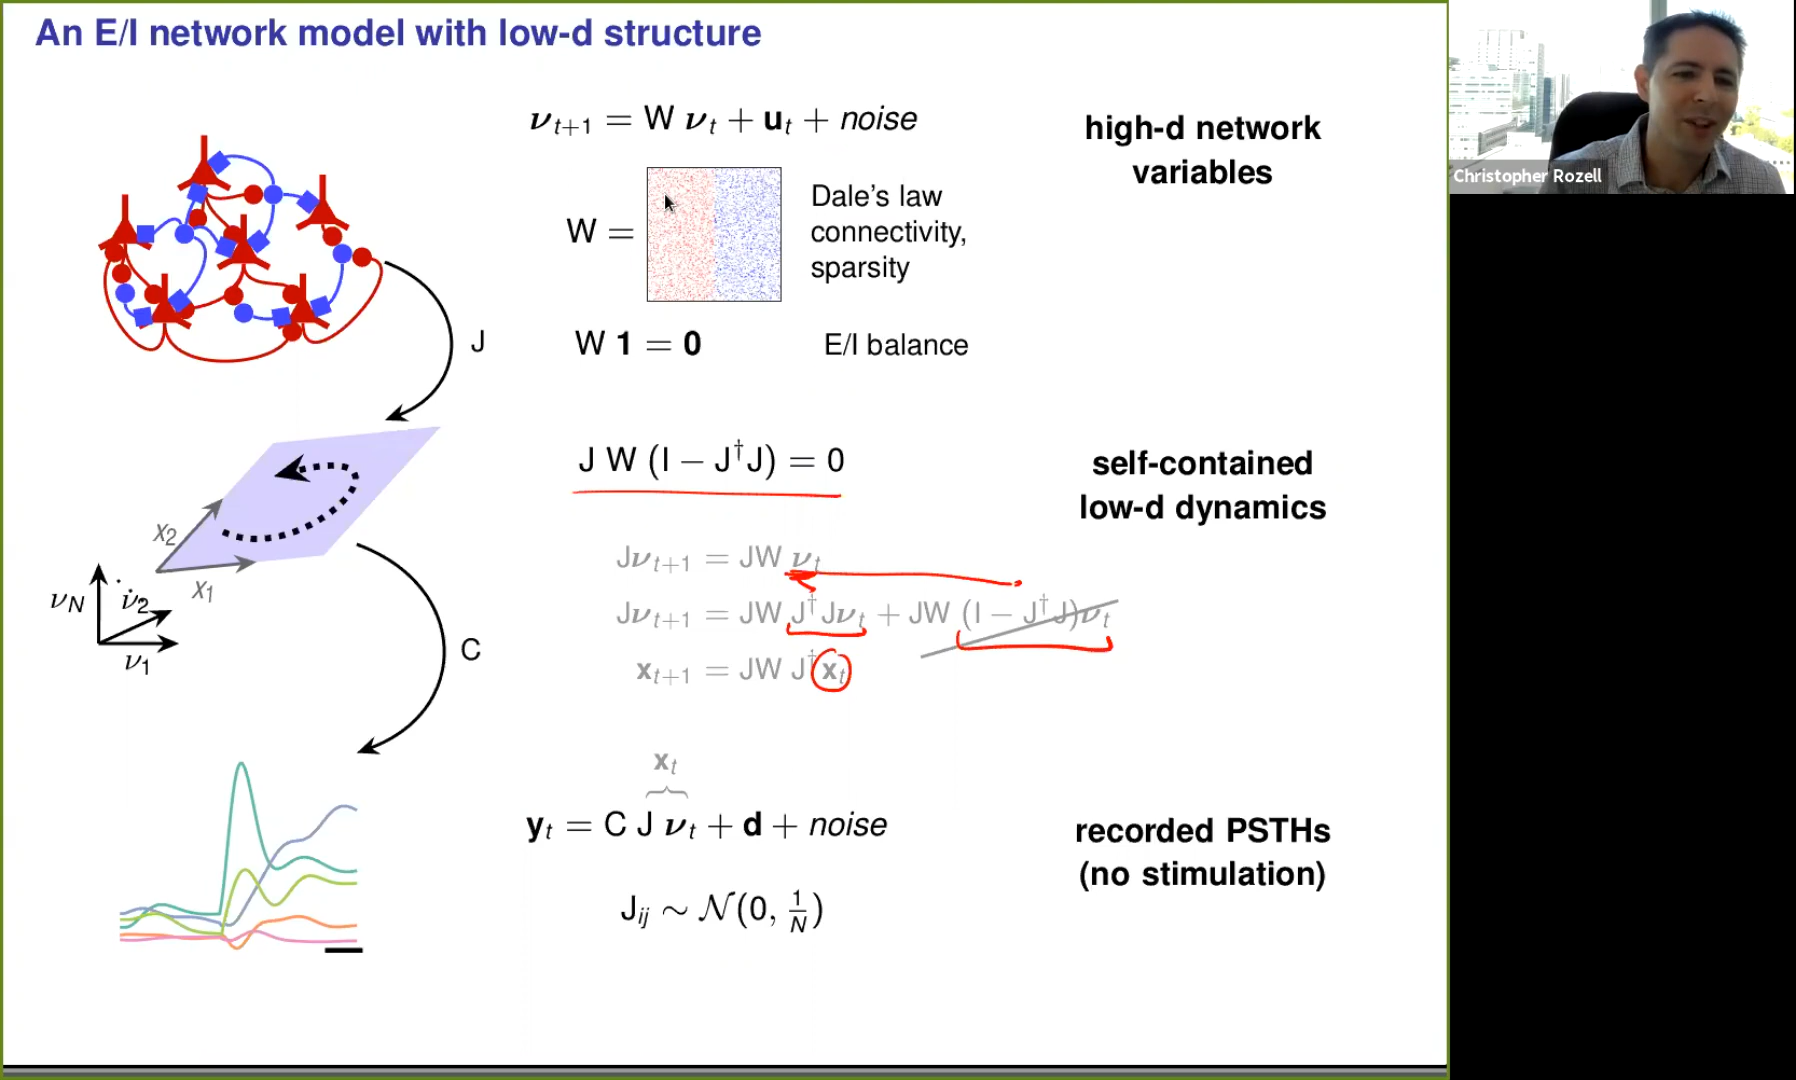 An E/I network model with low-d structure
ν_{t+1} = W ν_t + u_t + noise
high-d network
variables
W =
Dale's law
connectivity,
sparsity
W 1 = 0
E/I balance
J
J W (I − J†J) = 0
self-contained
low-d dynamics
Jν_{t+1} = JW ν_t
Jν_{t+1} = JW J†Jν_t + JW (I − J†J)ν_t
x_{t+1} = JW J†x_t
x_2
x_1
ν_N
ν_2
ν_1
C
x_t
y_t = C J ν_t + d + noise
recorded PSTHs
(no stimulation)
J_{ij} ∼ 𝒩(0, 1/N)
Christopher Rozell